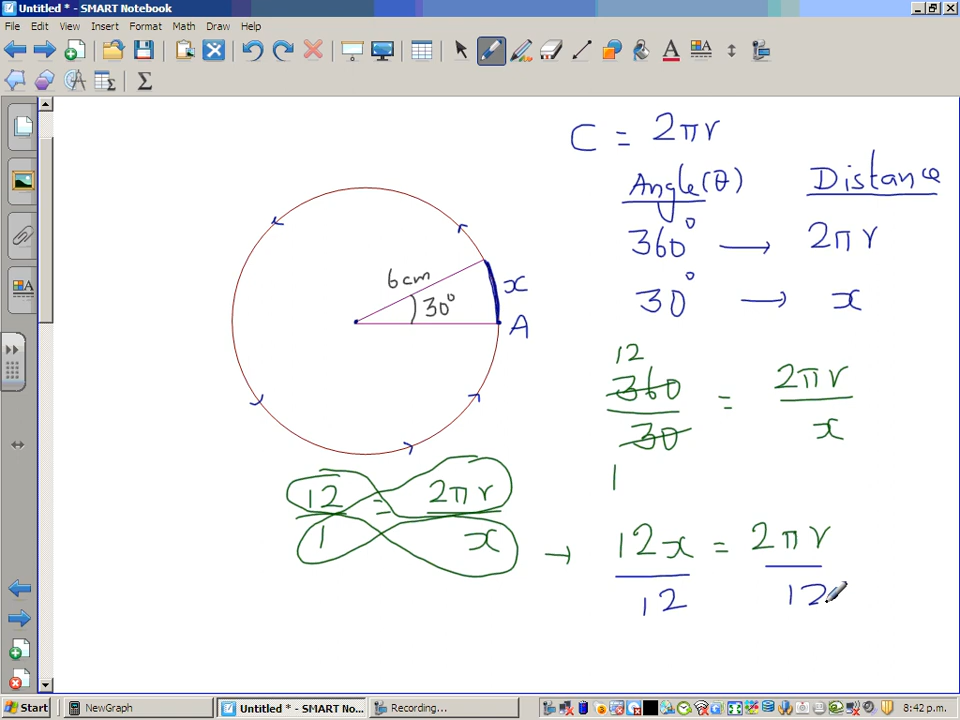 Untitled * - SMART Notebook
File Edit View Insert Format Math Draw Help
C = 2πr
Angle(θ) Distance
360° → 2πr
30° → x
6cm
30°
x
A
12
360/30 = 2πr/x
1
12/1 = 2πr/x
→ 12x/12 = 2πr/12
Start NewGraph Untitled * - SMART No... Recording... 8:42 p.m.